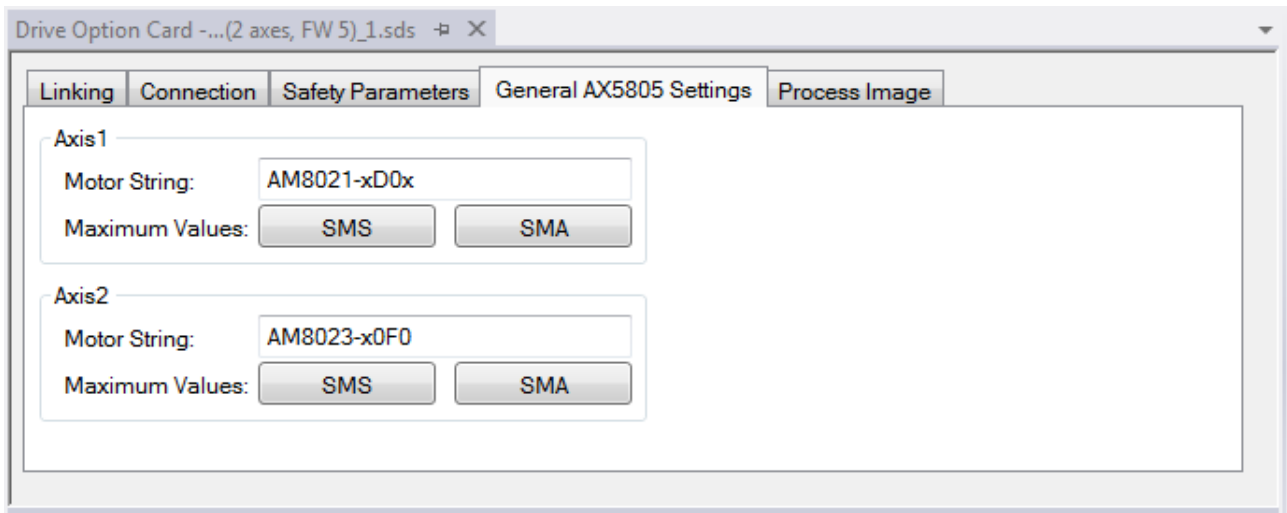 Drive Option Card -...(2 axes, FW 5)_1.sds
Linking Connection Safety Parameters General AX5805 Settings Process Image
Axis1
Motor String: AM8021-xD0x
Maximum Values: SMS SMA
Axis2
Motor String: AM8023-x0F0
Maximum Values: SMS SMA